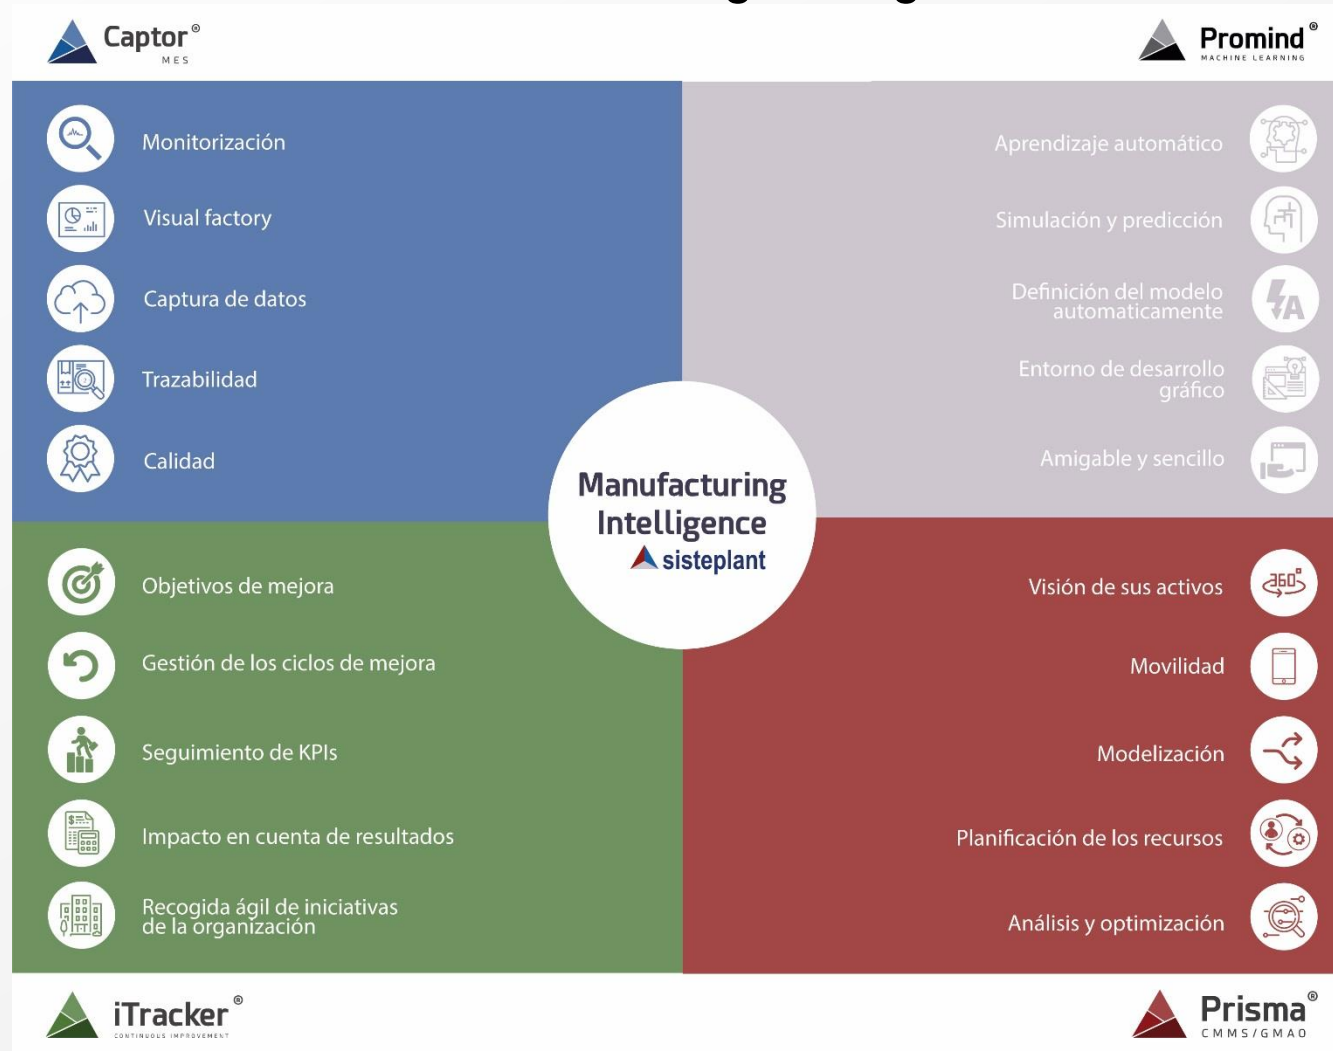 Captor®
MES
Promind®
MACHINE LEARNING
Monitorización
Visual factory
Captura de datos
Trazabilidad
Calidad
Aprendizaje automático
Simulación y predicción
Definición del modelo
automaticamente
Entorno de desarrollo
gráfico
Amigable y sencillo
A
Manufacturing
Intelligence
sisteplant
Objetivos de mejora
Gestión de los ciclos de mejora
Seguimiento de KPIs
Impacto en cuenta de resultados
Recogida ágil de iniciativas
de la organización
Visión de sus activos
360°
Movilidad
Modelización
Planificación de los recursos
Análisis y optimización
iTracker®
CONTINUOUS IMPROVEMENT
Prisma®
CMMS/GMAO